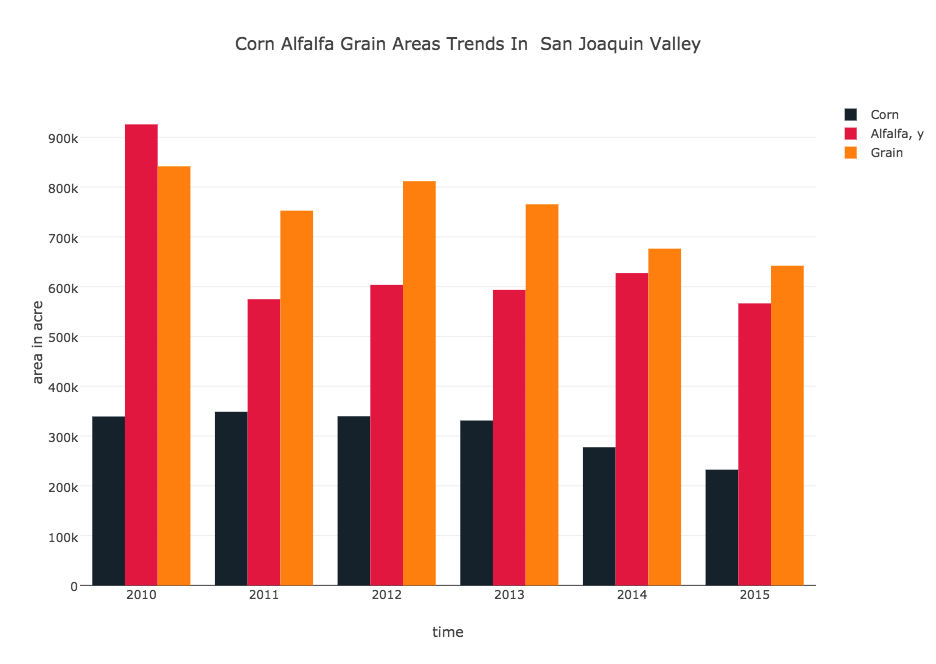 Corn Alfalfa Grain Areas Trends In  San Joaquin Valley
Corn
Alfalfa, y
Grain
area in acre
900k
800k
700k
600k
500k
400k
300k
200k
100k
0
2010 2011 2012 2013 2014 2015
time